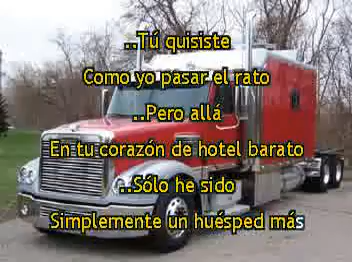 ..Tú quisiste
Como yo pasar el rato
..Pero allá
En tu corazón de hotel barato
..Sólo he sido
Simplemente un huésped más